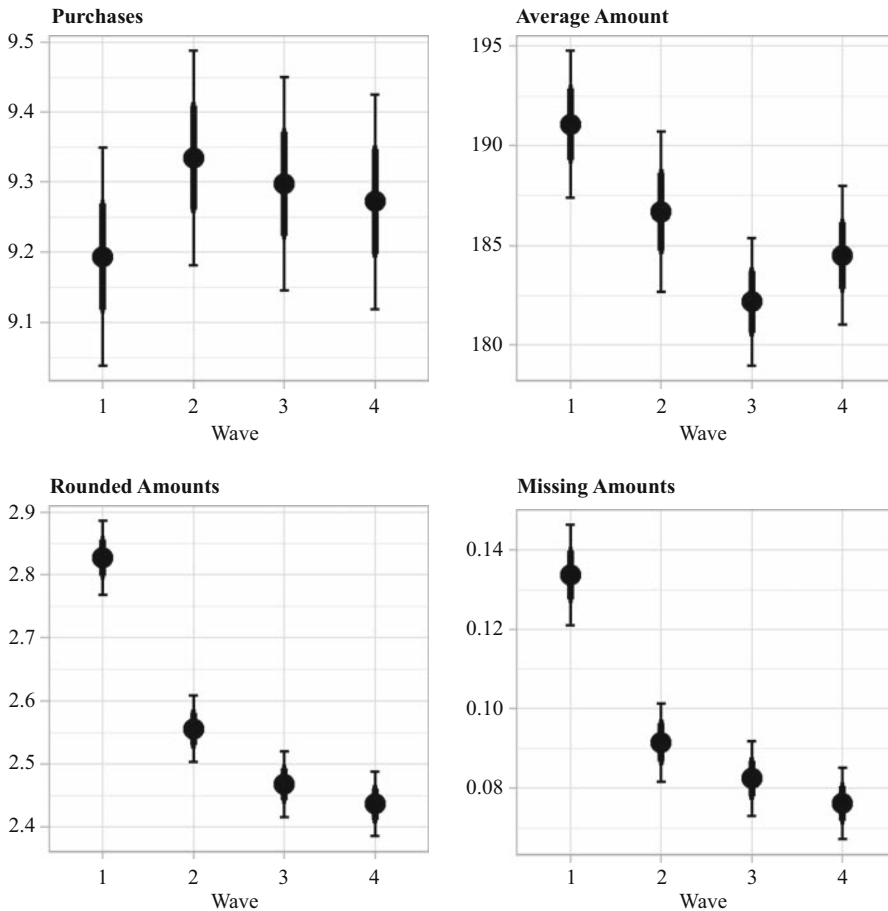 Purchases
9.5
9.4
9.3
9.2
9.1
1 2 3 4
Wave
Average Amount
195
190
185
180
1 2 3 4
Wave
Rounded Amounts
2.9
2.8
2.7
2.6
2.5
2.4
1 2 3 4
Wave
Missing Amounts
0.14
0.12
0.10
0.08
1 2 3 4
Wave